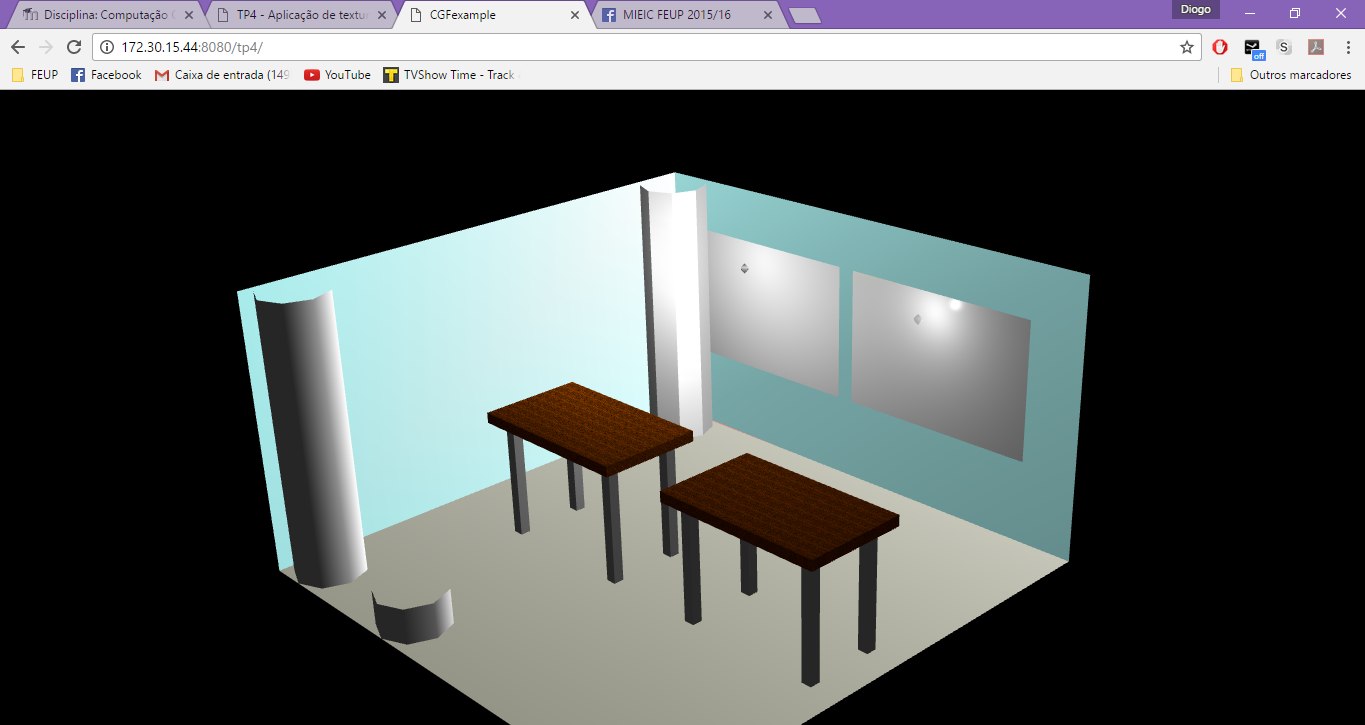 Disciplina: Computação
TP4 - Aplicação de textu
CGFexample
MIEIC FEUP 2015/16
Diogo
172.30.15.44:8080/tp4/
off
S
FEUP
Facebook
Caixa de entrada (149
YouTube
TVShow Time - Track
Outros marcadores